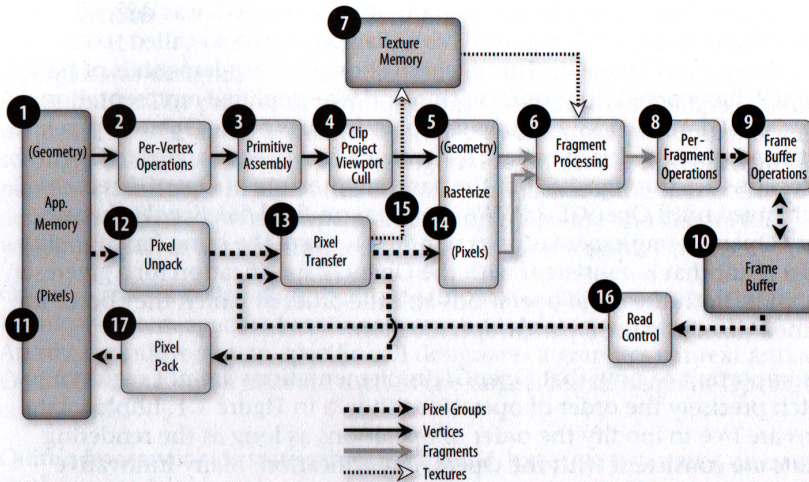 1
(Geometry)
App.
Memory
(Pixels)
11
2
Per-Vertex
Operations
3
Primitive
Assembly
4
Clip
Project
Viewport
Cull
5
(Geometry)
Rasterize
14
(Pixels)
6
Fragment
Processing
7
Texture
Memory
8
Per-
Fragment
Operations
9
Frame
Buffer
Operations
10
Frame
Buffer
12
Pixel
Unpack
13
Pixel
Transfer
15
16
Read
Control
17
Pixel
Pack
Pixel Groups
Vertices
Fragments
Textures